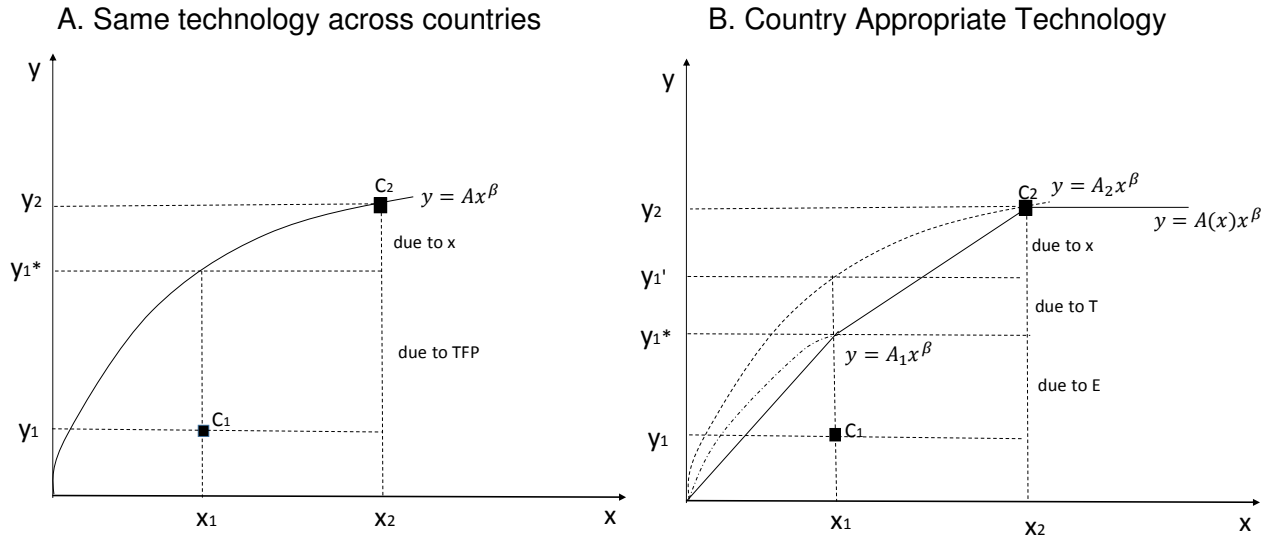 A. Same technology across countries
y
y₂
C₂
y = Ax^β
due to x
y₁*
due to TFP
y₁
C₁
x₁
x₂
x
B. Country Appropriate Technology
y
y₂
C₂
y = A₂x^β
y = A(x)x^β
due to x
y₁'
due to T
y₁*
y = A₁x^β
due to E
y₁
C₁
x₁
x₂
x